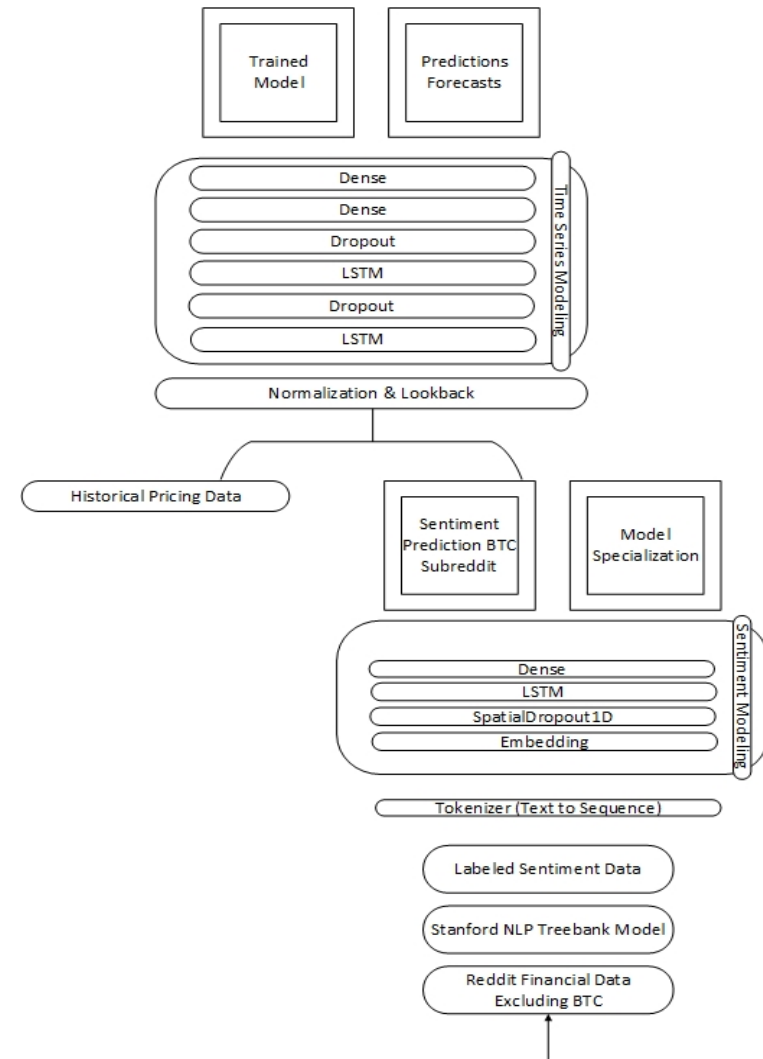 Trained
Model
Predictions
Forecasts
Dense
Dense
Dropout
LSTM
Dropout
LSTM
Time Series Modeling
Normalization & Lookback
Historical Pricing Data
Sentiment
Prediction BTC
Subreddit
Model
Specialization
Dense
LSTM
SpatialDropout1D
Embedding
Sentiment Modeling
Tokenizer (Text to Sequence)
Labeled Sentiment Data
Stanford NLP Treebank Model
Reddit Financial Data
Excluding BTC